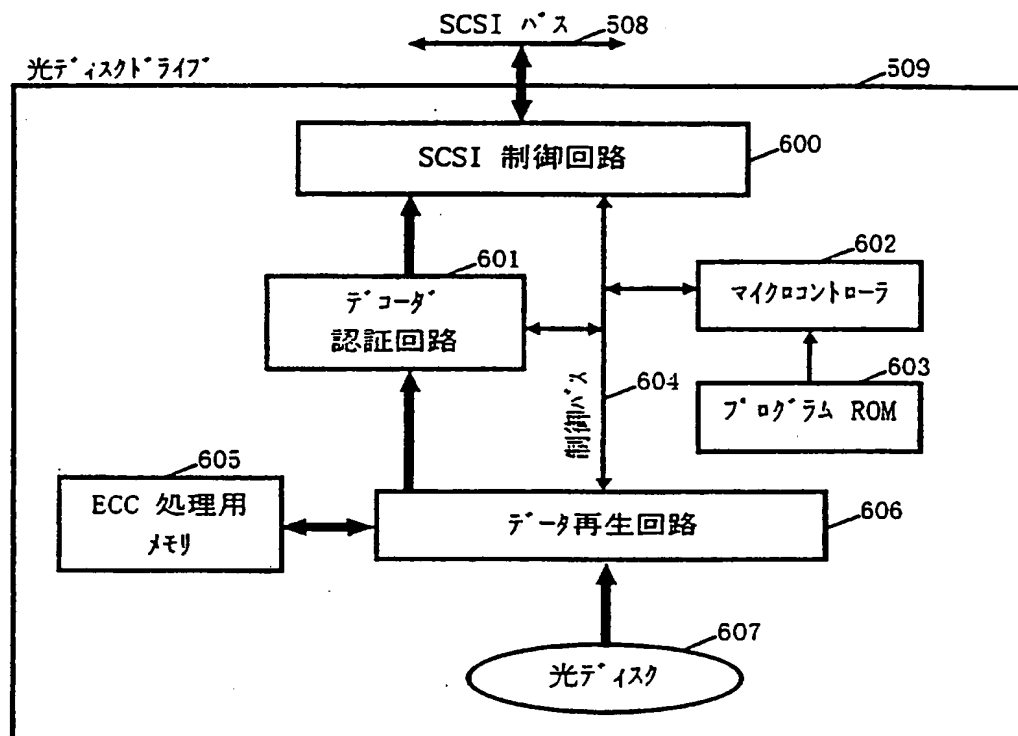 SCSI バス
508
光ディスクドライブ
509
SCSI 制御回路
600
601
デコーダ
認証回路
602
マイクロコントローラ
603
プログラム ROM
制御バス
604
605
ECC 処理用
メモリ
データ再生回路
606
607
光ディスク